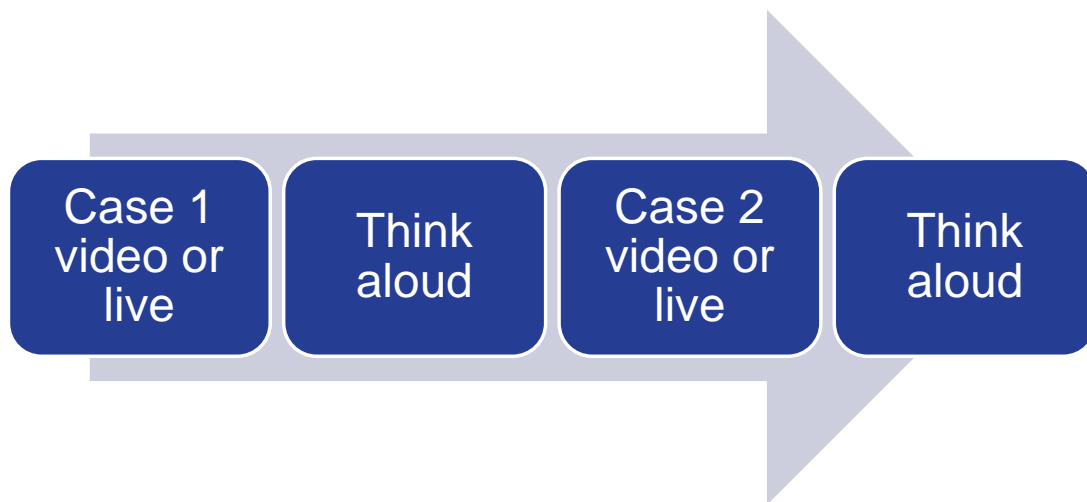 Case 1
video or
live
Think
aloud
Case 2
video or
live
Think
aloud